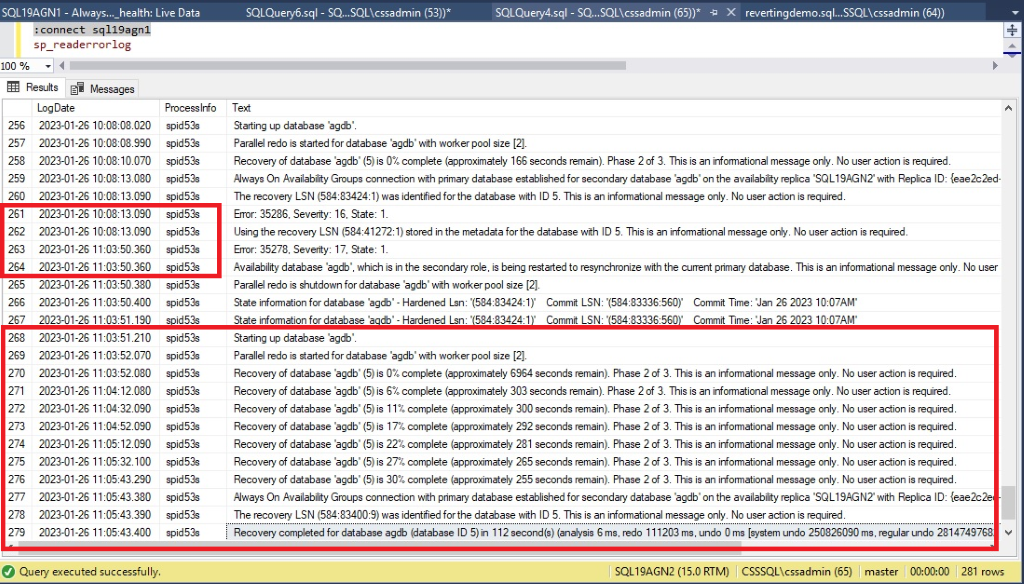 SQL19AGN1 - Always..._health: Live Data SQLQuery6.sql - SQ...SQL\cssadmin (53))* SQLQuery4.sql - SQ...SQL\cssadmin (65))* revertingdemo.sql...SSQL\cssadmin (64))
:connect sql19agn1
sp_readerrorlog
100 %
Results Messages
LogDate ProcessInfo Text
256 2023-01-26 10:08:08.020 spid53s Starting up database 'agdb'.
257 2023-01-26 10:08:08.990 spid53s Parallel redo is started for database 'agdb' with worker pool size [2].
258 2023-01-26 10:08:10.070 spid53s Recovery of database 'agdb' (5) is 0% complete (approximately 166 seconds remain). Phase 2 of 3. This is an informational message only. No user action is required.
259 2023-01-26 10:08:13.080 spid53s Always On Availability Groups connection with primary database established for secondary database 'agdb' on the availability replica 'SQL19AGN2' with Replica ID: {eae2c2ed-
260 2023-01-26 10:08:13.090 spid53s The recovery LSN (584:83424:1) was identified for the database with ID 5. This is an informational message only. No user action is required.
261 2023-01-26 10:08:13.090 spid53s Error: 35286, Severity: 16, State: 1.
262 2023-01-26 10:08:13.090 spid53s Using the recovery LSN (584:41272:1) stored in the metadata for the database with ID 5. This is an informational message only. No user action is required.
263 2023-01-26 11:03:50.360 spid53s Error: 35278, Severity: 17, State: 1.
264 2023-01-26 11:03:50.360 spid53s Availability database 'agdb', which is in the secondary role, is being restarted to resynchronize with the current primary database. This is an informational message only. No user
265 2023-01-26 11:03:50.380 spid53s Parallel redo is shutdown for database 'agdb' with worker pool size [2].
266 2023-01-26 11:03:50.400 spid53s State information for database 'agdb' - Hardened Lsn: '(584:83424:1)' Commit LSN: '(584:83336:560)' Commit Time: 'Jan 26 2023 10:07AM'
267 2023-01-26 11:03:51.190 spid53s State information for database 'agdb' - Hardened Lsn: '(584:83424:1)' Commit LSN: '(584:83336:560)' Commit Time: 'Jan 26 2023 10:07AM'
268 2023-01-26 11:03:51.210 spid53s Starting up database 'agdb'.
269 2023-01-26 11:03:52.070 spid53s Parallel redo is started for database 'agdb' with worker pool size [2].
270 2023-01-26 11:03:52.080 spid53s Recovery of database 'agdb' (5) is 0% complete (approximately 6964 seconds remain). Phase 2 of 3. This is an informational message only. No user action is required.
271 2023-01-26 11:04:12.080 spid53s Recovery of database 'agdb' (5) is 6% complete (approximately 303 seconds remain). Phase 2 of 3. This is an informational message only. No user action is required.
272 2023-01-26 11:04:32.090 spid53s Recovery of database 'agdb' (5) is 11% complete (approximately 300 seconds remain). Phase 2 of 3. This is an informational message only. No user action is required.
273 2023-01-26 11:04:52.090 spid53s Recovery of database 'agdb' (5) is 17% complete (approximately 292 seconds remain). Phase 2 of 3. This is an informational message only. No user action is required.
274 2023-01-26 11:05:12.090 spid53s Recovery of database 'agdb' (5) is 22% complete (approximately 281 seconds remain). Phase 2 of 3. This is an informational message only. No user action is required.
275 2023-01-26 11:05:32.100 spid53s Recovery of database 'agdb' (5) is 27% complete (approximately 265 seconds remain). Phase 2 of 3. This is an informational message only. No user action is required.
276 2023-01-26 11:05:43.290 spid53s Recovery of database 'agdb' (5) is 30% complete (approximately 255 seconds remain). Phase 2 of 3. This is an informational message only. No user action is required.
277 2023-01-26 11:05:43.380 spid53s Always On Availability Groups connection with primary database established for secondary database 'agdb' on the availability replica 'SQL19AGN2' with Replica ID: {eae2c2ed-
278 2023-01-26 11:05:43.390 spid53s The recovery LSN (584:83400:9) was identified for the database with ID 5. This is an informational message only. No user action is required.
279 2023-01-26 11:05:43.400 spid53s Recovery completed for database agdb (database ID 5) in 112 second(s) (analysis 6 ms, redo 111203 ms, undo 0 ms [system undo 250826090 ms, regular undo 2814749768
Query executed successfully. SQL19AGN2 (15.0 RTM) CSSSQL\cssadmin (65) master 00:00:00 281 rows